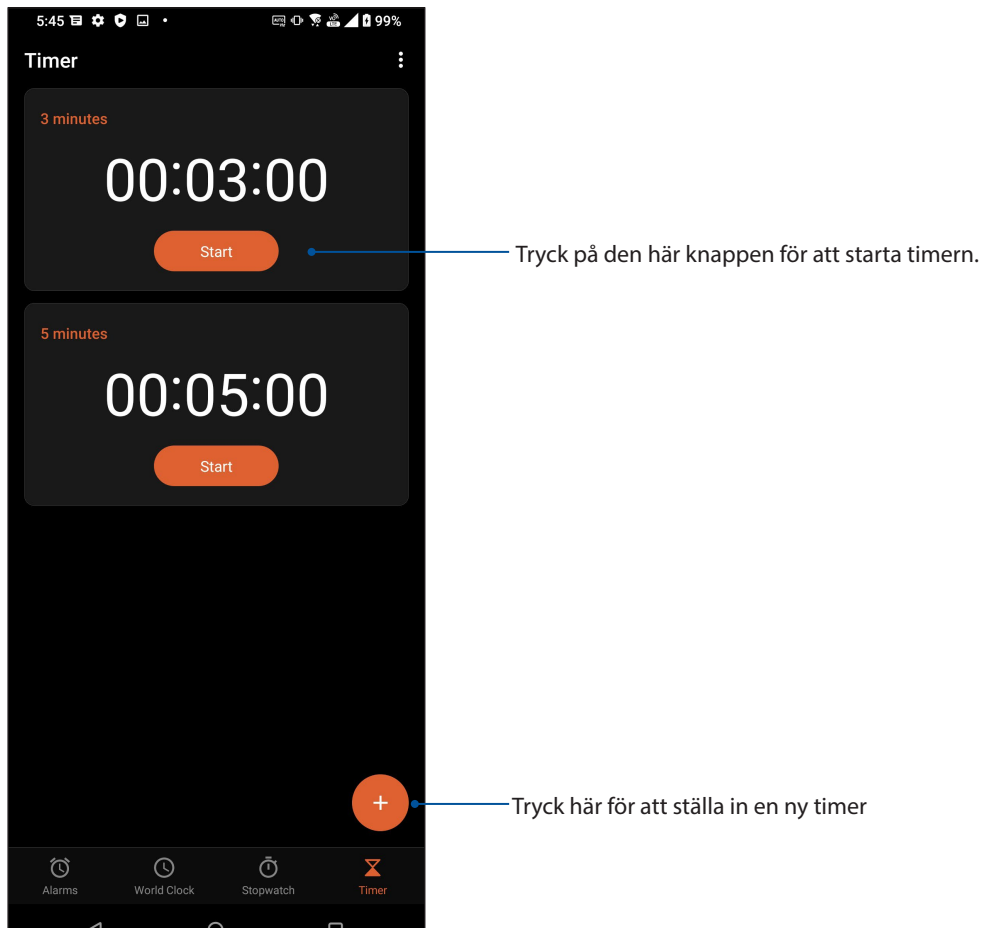 5:45 99%
Timer
3 minutes
00:03:00
Start
Tryck på den här knappen för att starta timern.
5 minutes
00:05:00
Start
+
Tryck här för att ställa in en ny timer
Alarms World Clock Stopwatch Timer